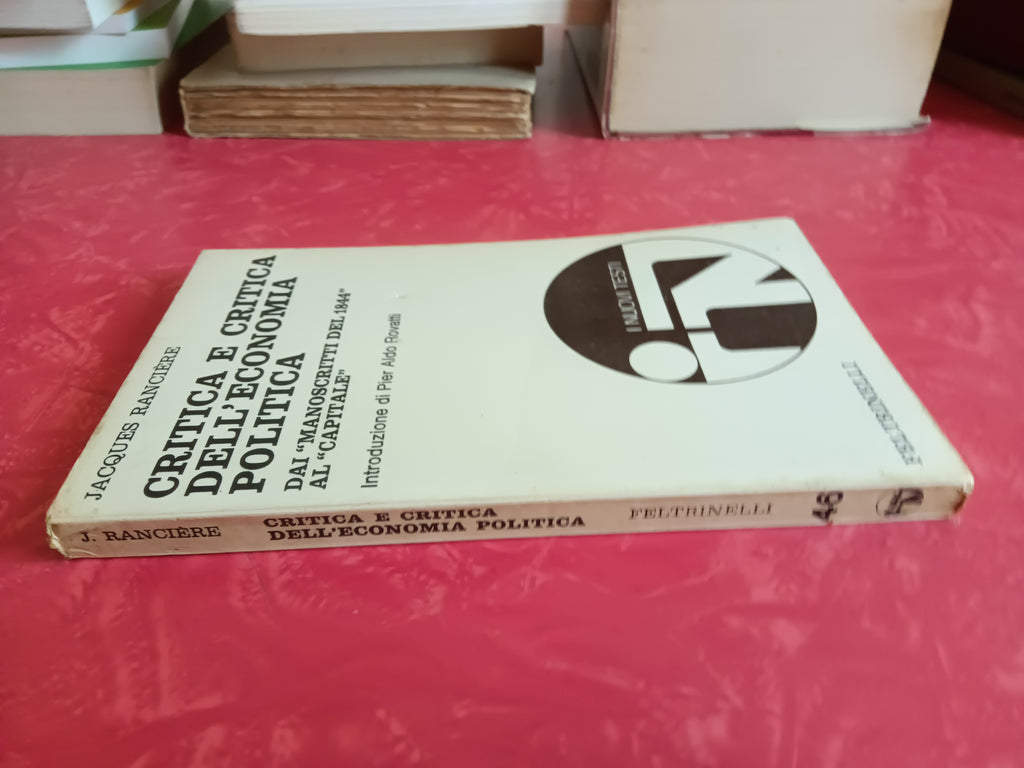 JACQUES RANCIÈRE
CRITICA E CRITICA
DELL'ECONOMIA
POLITICA
DAI "MANOSCRITTI DEL 1844"
AL "CAPITALE"
Introduzione di Pier Aldo Rovatti
I NUOVI TESTI
FELTRINELLI
J. RANCIÈRE
CRITICA E CRITICA
DELL'ECONOMIA POLITICA
FELTRINELLI
46